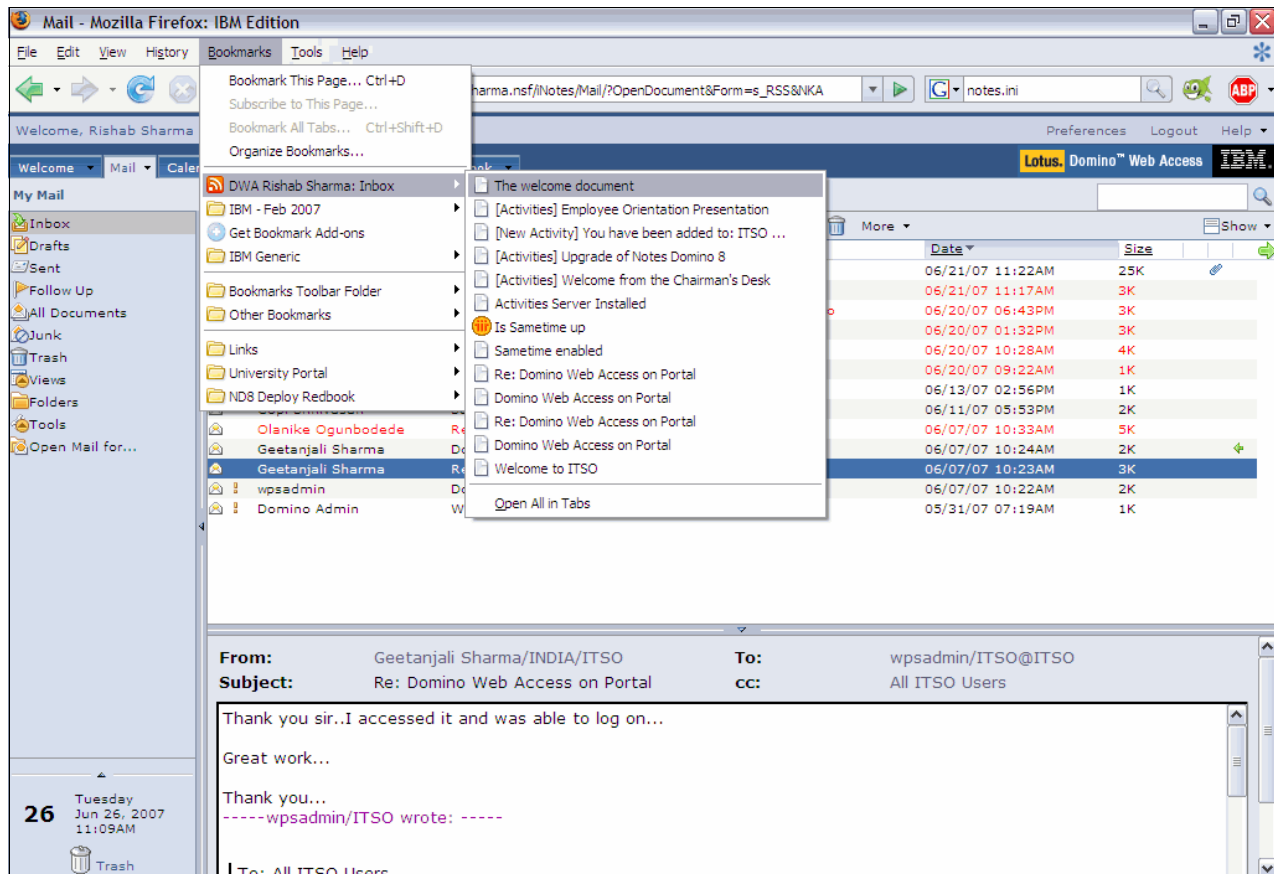 Mail - Mozilla Firefox: IBM Edition
File Edit View History Bookmarks Tools Help
harma.nsf/iNotes/Mail/?OpenDocument&Form=s_RSS&NKA G notes.ini ABP
Welcome, Rishab Sharma Preferences Logout Help
Welcome Mail Lotus. Domino™ Web Access IBM.
My Mail
Inbox
Drafts
Sent
Follow Up
All Documents
Junk
Trash
Views
Folders
Tools
Open Mail for...
Bookmark This Page... Ctrl+D
Subscribe to This Page...
Bookmark All Tabs... Ctrl+Shift+D
Organize Bookmarks...
DWA Rishab Sharma: Inbox
IBM - Feb 2007
Get Bookmark Add-ons
IBM Generic
Bookmarks Toolbar Folder
Other Bookmarks
Links
University Portal
ND8 Deploy Redbook
The welcome document
[Activities] Employee Orientation Presentation
[New Activity] You have been added to: ITSO ...
[Activities] Upgrade of Notes Domino 8
[Activities] Welcome from the Chairman's Desk
Activities Server Installed
Is Sametime up
Sametime enabled
Re: Domino Web Access on Portal
Domino Web Access on Portal
Re: Domino Web Access on Portal
Domino Web Access on Portal
Welcome to ITSO
Open All in Tabs
More Show
Date Size
06/21/07 11:22AM 25K
06/21/07 11:17AM 3K
06/20/07 06:43PM 3K
06/20/07 01:32PM 3K
06/20/07 10:28AM 4K
06/20/07 09:22AM 1K
06/13/07 02:56PM 1K
06/11/07 05:53PM 2K
Olanike Ogunbodede Re 06/07/07 10:33AM 5K
Geetanjali Sharma Do 06/07/07 10:24AM 2K
Geetanjali Sharma Re 06/07/07 10:23AM 3K
wpsadmin Do 06/07/07 10:22AM 2K
Domino Admin W 05/31/07 07:19AM 1K
From: Geetanjali Sharma/INDIA/ITSO To: wpsadmin/ITSO@ITSO
Subject: Re: Domino Web Access on Portal cc: All ITSO Users
Thank you sir..I accessed it and was able to log on...
Great work...
Thank you...
-----wpsadmin/ITSO wrote: -----
To: All ITSO Users
26 Tuesday
Jun 26, 2007
11:09AM
Trash